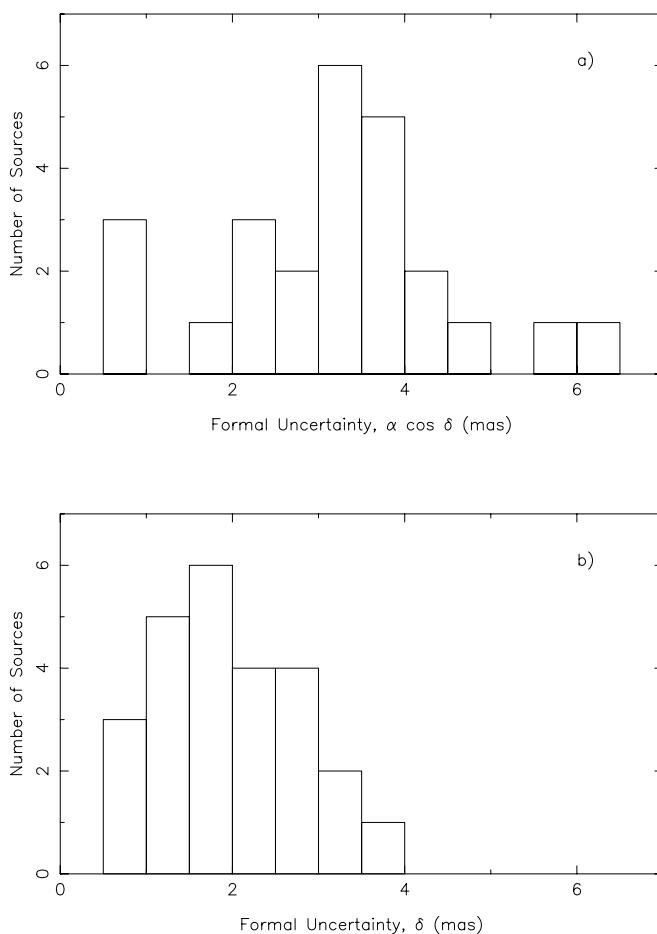 a)
6
4
2
0
Number of Sources
0 2 4 6
Formal Uncertainty, α cos δ (mas)
b)
6
4
2
0
Number of Sources
0 2 4 6
Formal Uncertainty, δ (mas)